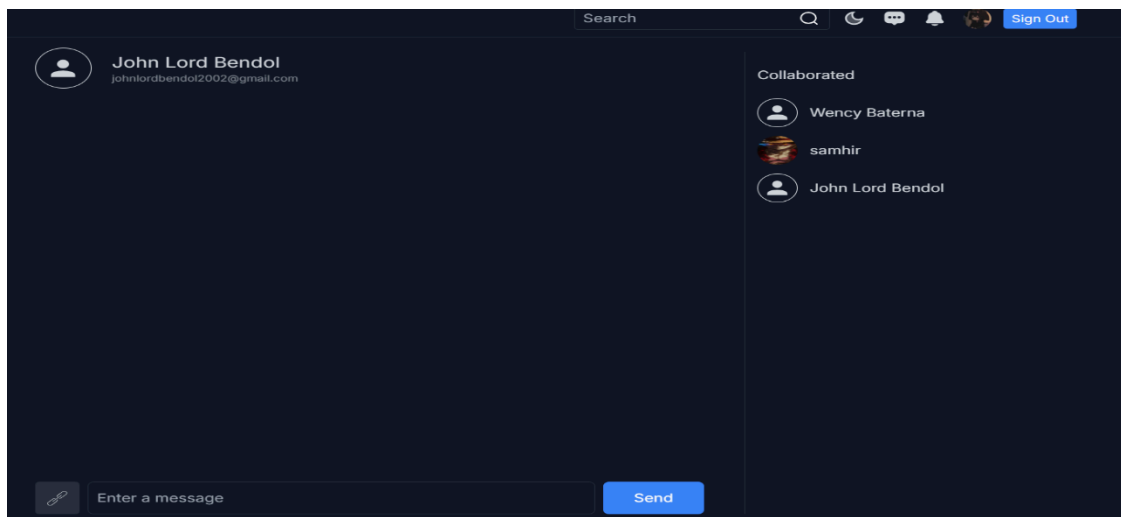 Search
Sign Out
John Lord Bendol
johnlordbendol2002@gmail.com
Collaborated
Wency Baterna
samhir
John Lord Bendol
Enter a message
Send